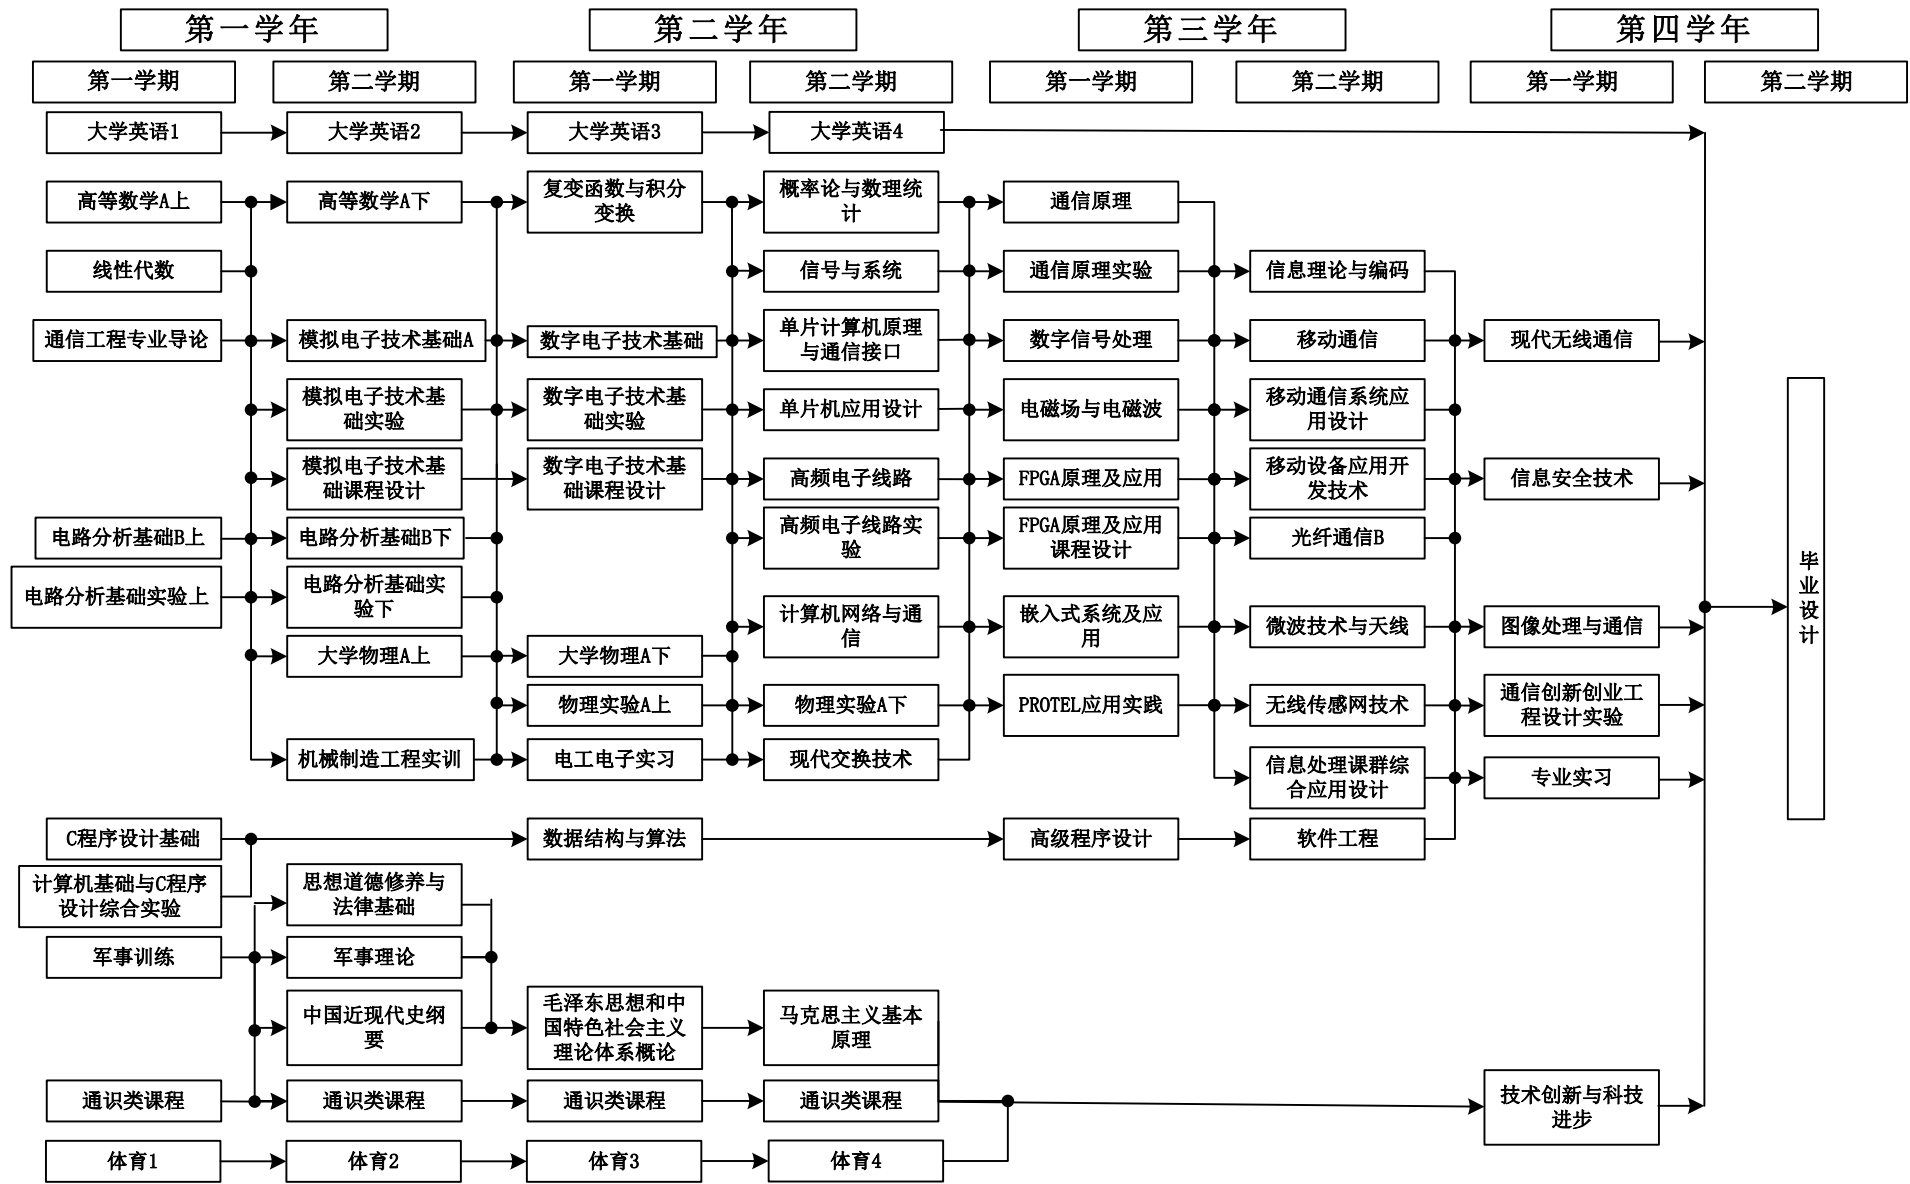 第一学年
第二学年
第三学年
第四学年
第一学期
第二学期
第一学期
第二学期
第一学期
第二学期
第一学期
第二学期
大学英语1
大学英语2
大学英语3
大学英语4
高等数学A上
高等数学A下
复变函数与积分
变换
概率论与数理统
计
通信原理
线性代数
信号与系统
通信原理实验
信息理论与编码
通信工程专业导论
模拟电子技术基础A
数字电子技术基础
单片计算机原理
与通信接口
数字信号处理
移动通信
现代无线通信
模拟电子技术基
础实验
数字电子技术基
础实验
单片机应用设计
电磁场与电磁波
移动通信系统应
用设计
模拟电子技术基
础课程设计
数字电子技术基
础课程设计
高频电子线路
FPGA原理及应用
移动设备应用开
发技术
信息安全技术
电路分析基础B上
电路分析基础B下
高频电子线路实
验
FPGA原理及应用
课程设计
光纤通信B
电路分析基础实验上
电路分析基础实
验下
计算机网络与通
信
嵌入式系统及应
用
微波技术与天线
图像处理与通信
毕
业
设
计
大学物理A上
大学物理A下
物理实验A上
物理实验A下
PROTEL应用实践
无线传感网技术
通信创新创业工
程设计实验
机械制造工程实训
电工电子实习
现代交换技术
信息处理课群综
合应用设计
专业实习
C程序设计基础
数据结构与算法
高级程序设计
软件工程
计算机基础与C程序
设计综合实验
思想道德修养与
法律基础
军事训练
军事理论
中国近现代史纲
要
毛泽东思想和中
国特色社会主义
理论体系概论
马克思主义基本
原理
通识类课程
通识类课程
通识类课程
通识类课程
技术创新与科技
进步
体育1
体育2
体育3
体育4